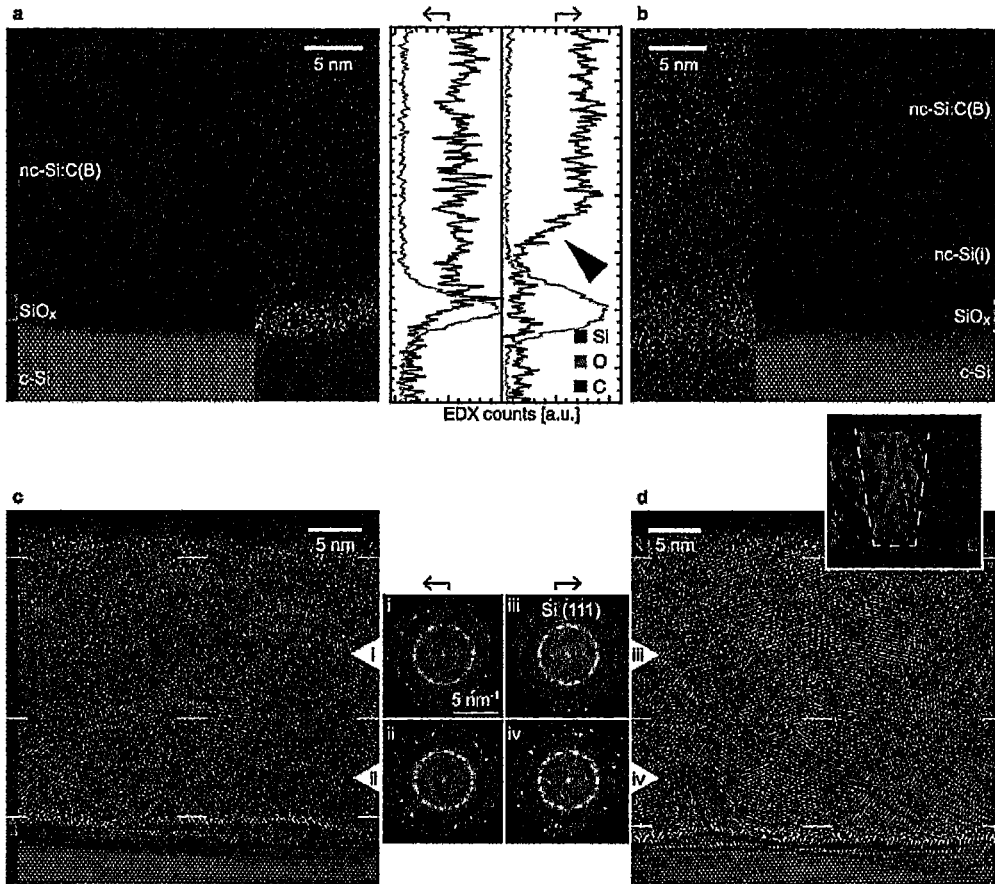 a
5 nm
nc-Si:C(B)
SiOx
c-Si
Si
O
C
EDX counts [a.u.]
b
5 nm
nc-Si:C(B)
nc-Si(i)
SiOx
c-Si
c
5 nm
i
ii
i
5 nm⁻¹
ii
iii
Si (111)
iv
d
5 nm
iii
iv